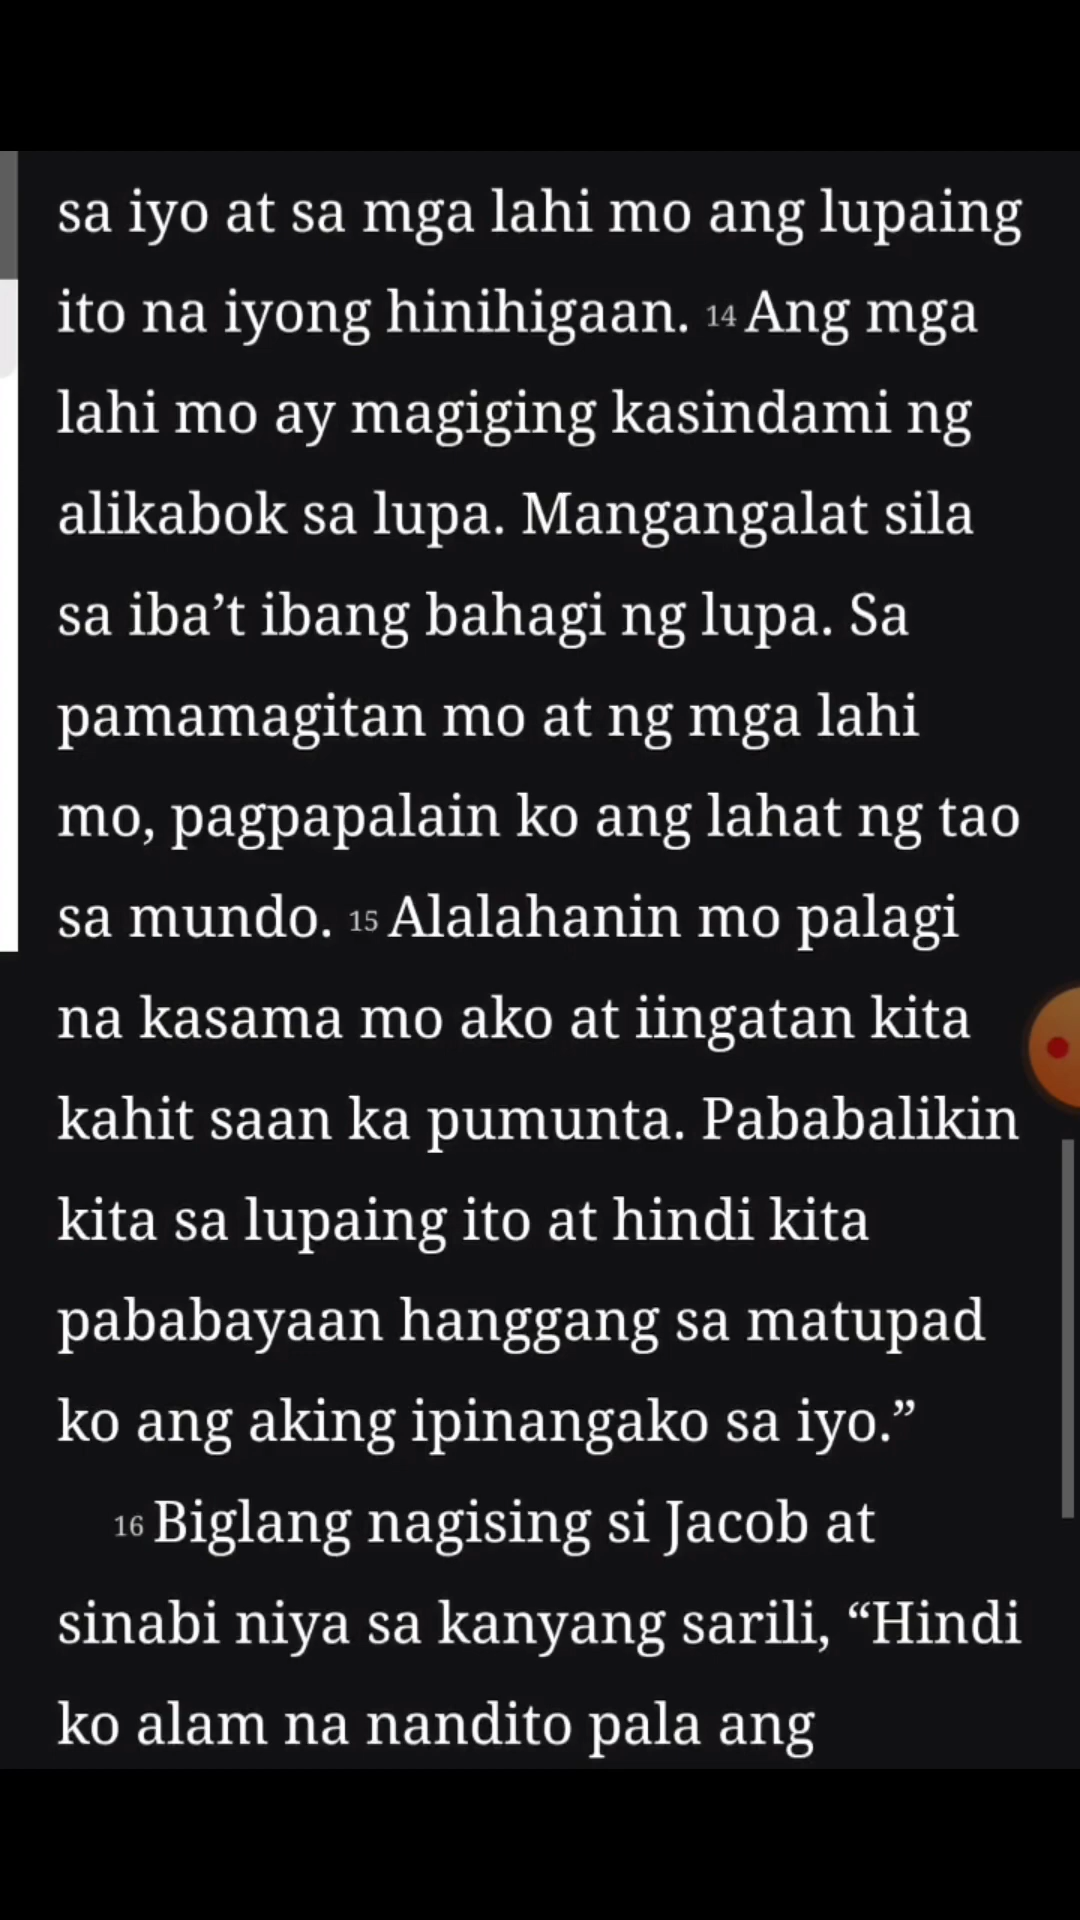 sa iyo at sa mga lahi mo ang lupaing
ito na iyong hinihigaan. 14 Ang mga
lahi mo ay magiging kasindami ng
alikabok sa lupa. Mangangalat sila
sa iba’t ibang bahagi ng lupa. Sa
pamamagitan mo at ng mga lahi
mo, pagpapalain ko ang lahat ng tao
sa mundo. 15 Alalahanin mo palagi
na kasama mo ako at iingatan kita
kahit saan ka pumunta. Pababalikin
kita sa lupaing ito at hindi kita
pababayaan hanggang sa matupad
ko ang aking ipinangako sa iyo.”
16 Biglang nagising si Jacob at
sinabi niya sa kanyang sarili, “Hindi
ko alam na nandito pala ang